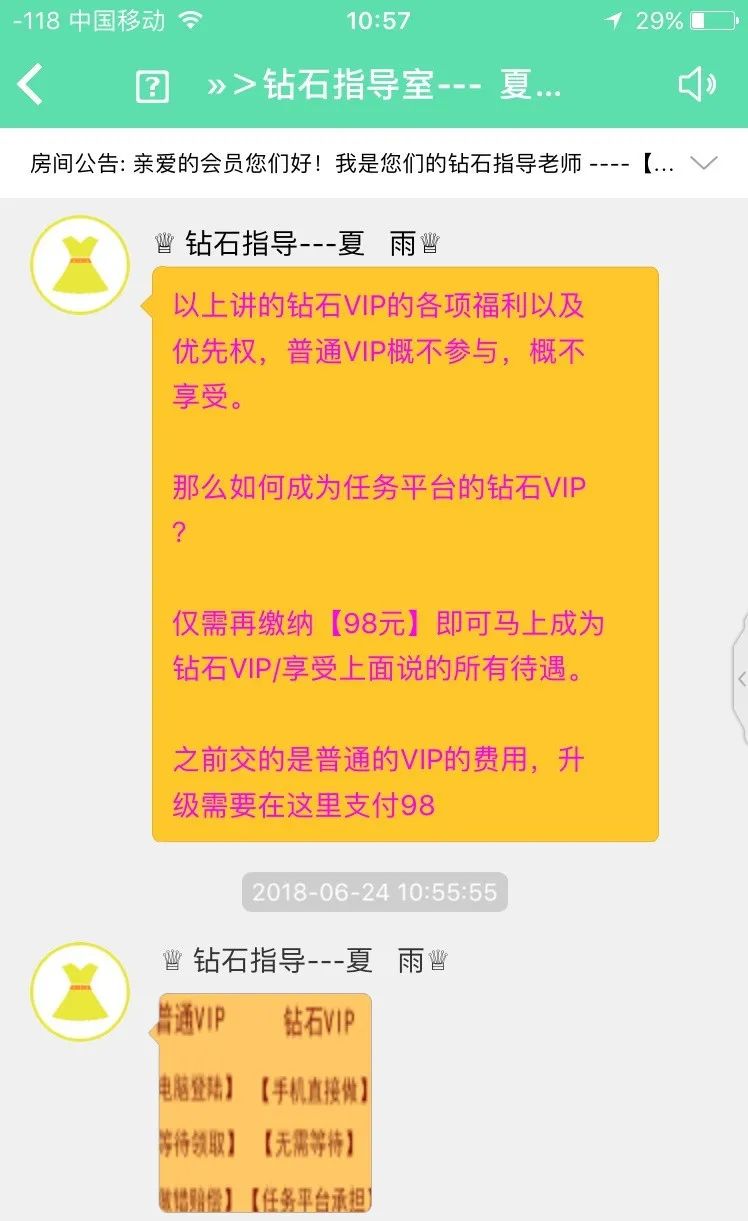 -118 中国移动
10:57
29%
»＞钻石指导室--- 夏...
房间公告: 亲爱的会员您们好！我是您们的钻石指导老师 ----【...
♕ 钻石指导---夏 雨♕
以上讲的钻石VIP的各项福利以及
优先权，普通VIP概不参与，概不
享受。
那么如何成为任务平台的钻石VIP
?
仅需再缴纳【98元】即可马上成为
钻石VIP/享受上面说的所有待遇。
之前交的是普通的VIP的费用，升
级需要在这里支付98
2018-06-24 10:55:55
♕ 钻石指导---夏 雨♕
普通VIP 钻石VIP
电脑登陆】 【手机直接做】
等待领取】 【无需等待】
做错赔偿】【任务平台承担】